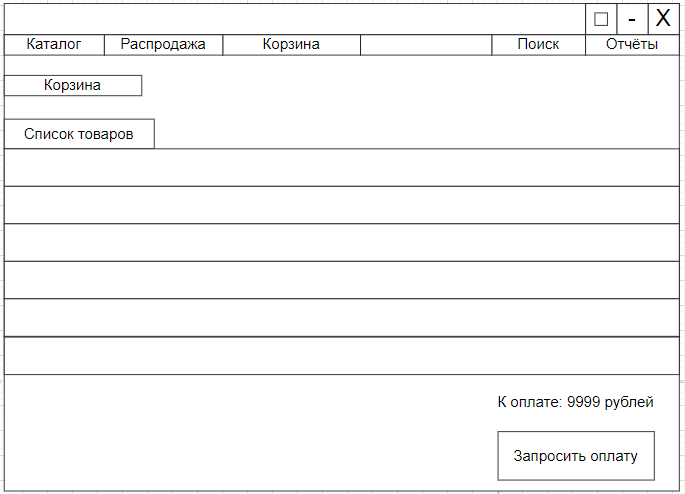 □ - X
Каталог Распродажа Корзина Поиск Отчёты
Корзина
Список товаров
К оплате: 9999 рублей
Запросить оплату